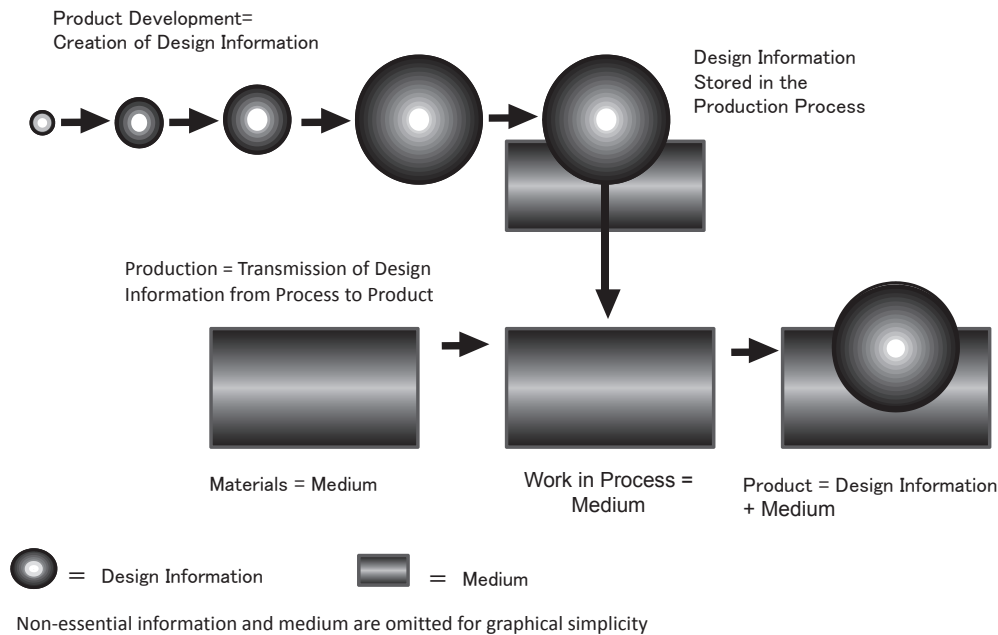 Product Development=
Creation of Design Information
Design Information
Stored in the
Production Process
Production = Transmission of Design
Information from Process to Product
Materials = Medium
Work in Process =
Medium
Product = Design Information
+ Medium
= Design Information
= Medium
Non-essential information and medium are omitted for graphical simplicity